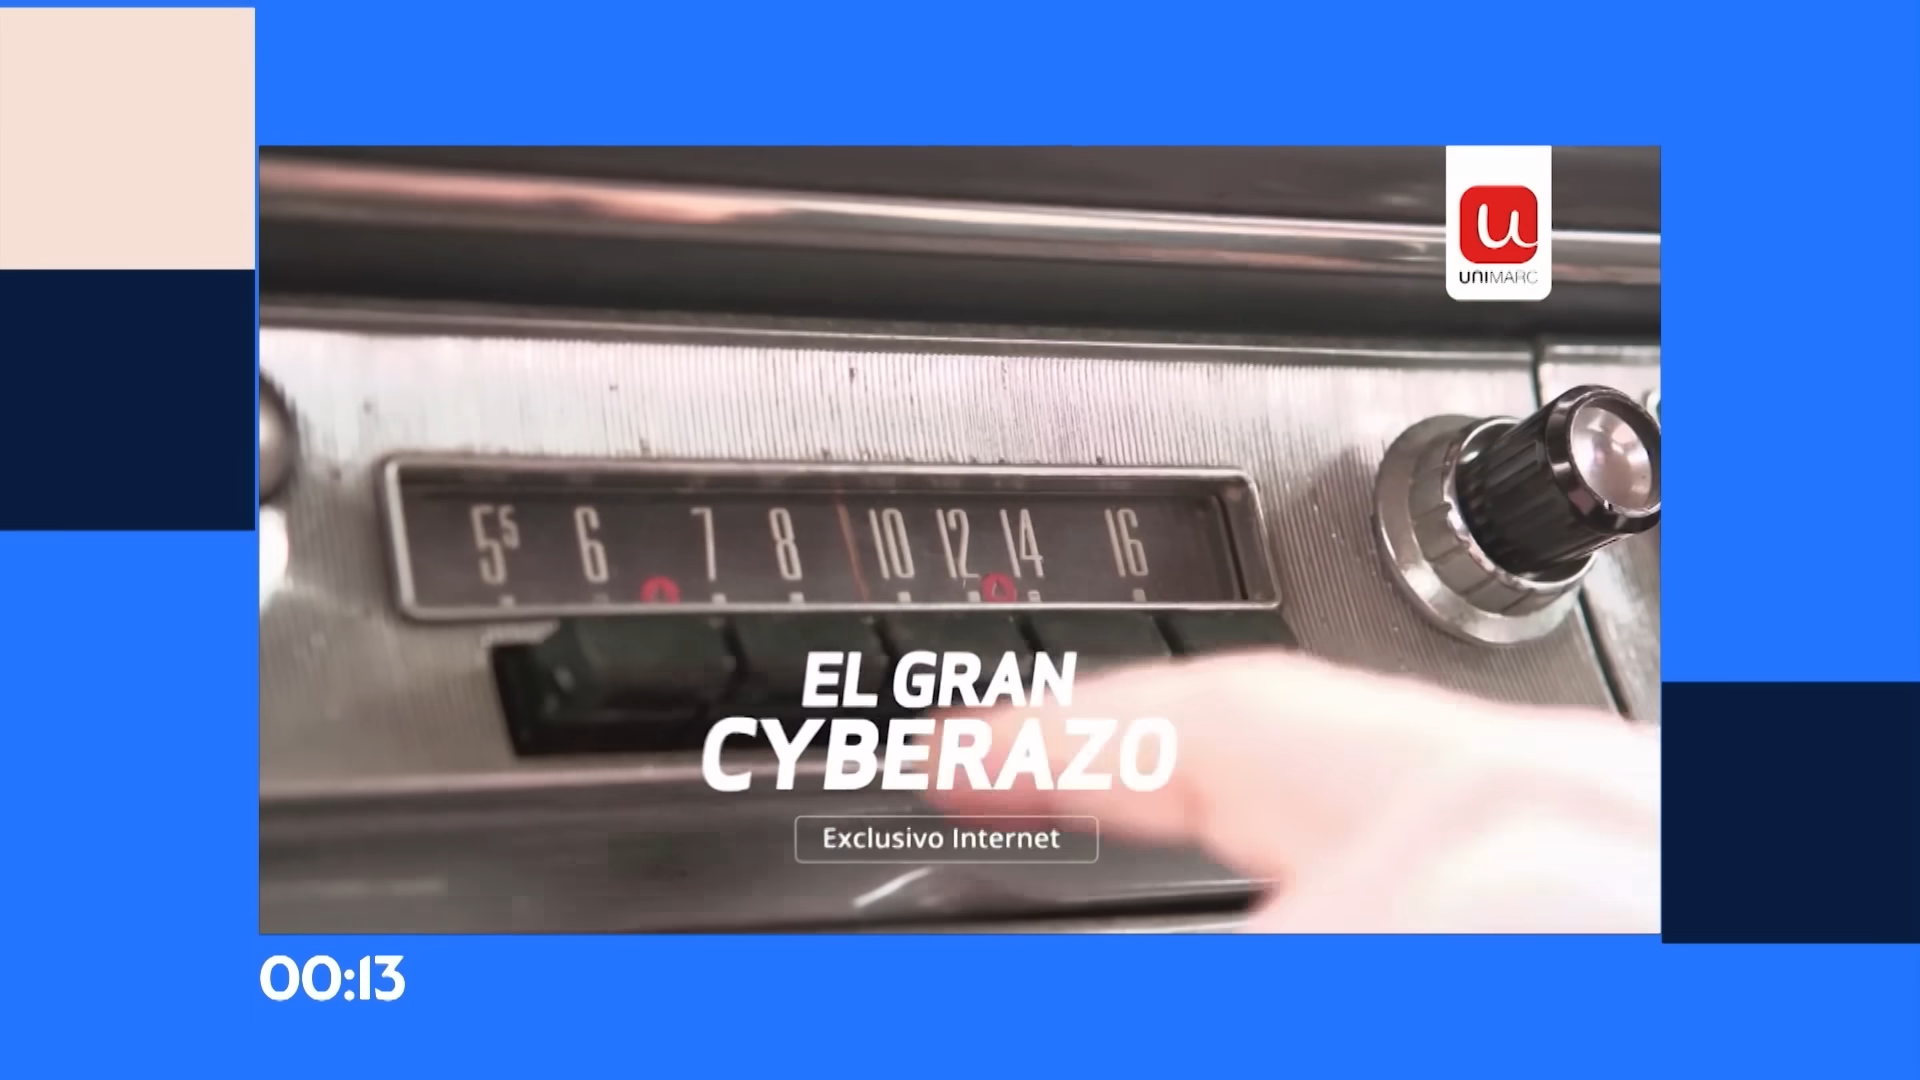 UNIMARC
5⁵ 6 7 8 10 12 14 16
EL GRAN
CYBERAZO
Exclusivo Internet
00:13